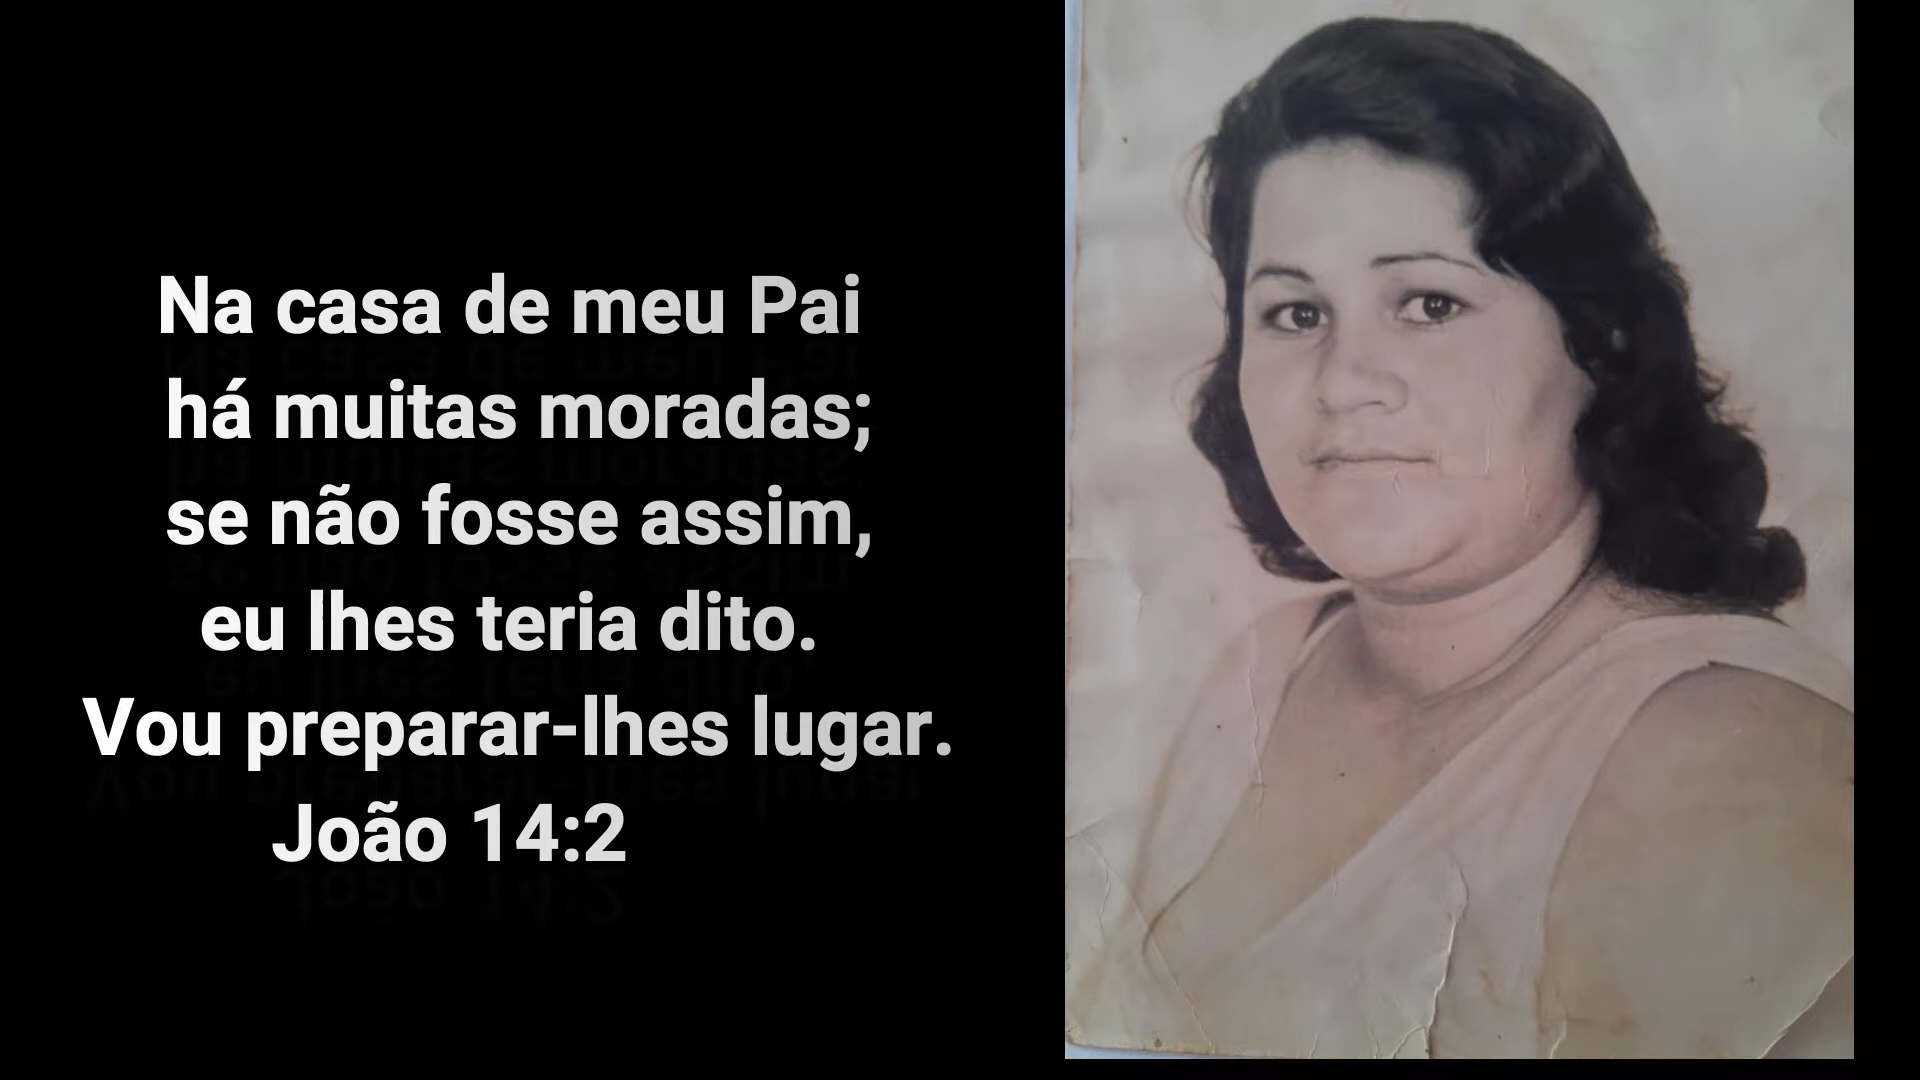 Na casa de meu Pai
há muitas moradas;
se não fosse assim,
eu lhes teria dito.
Vou preparar-lhes lugar.
João 14:2